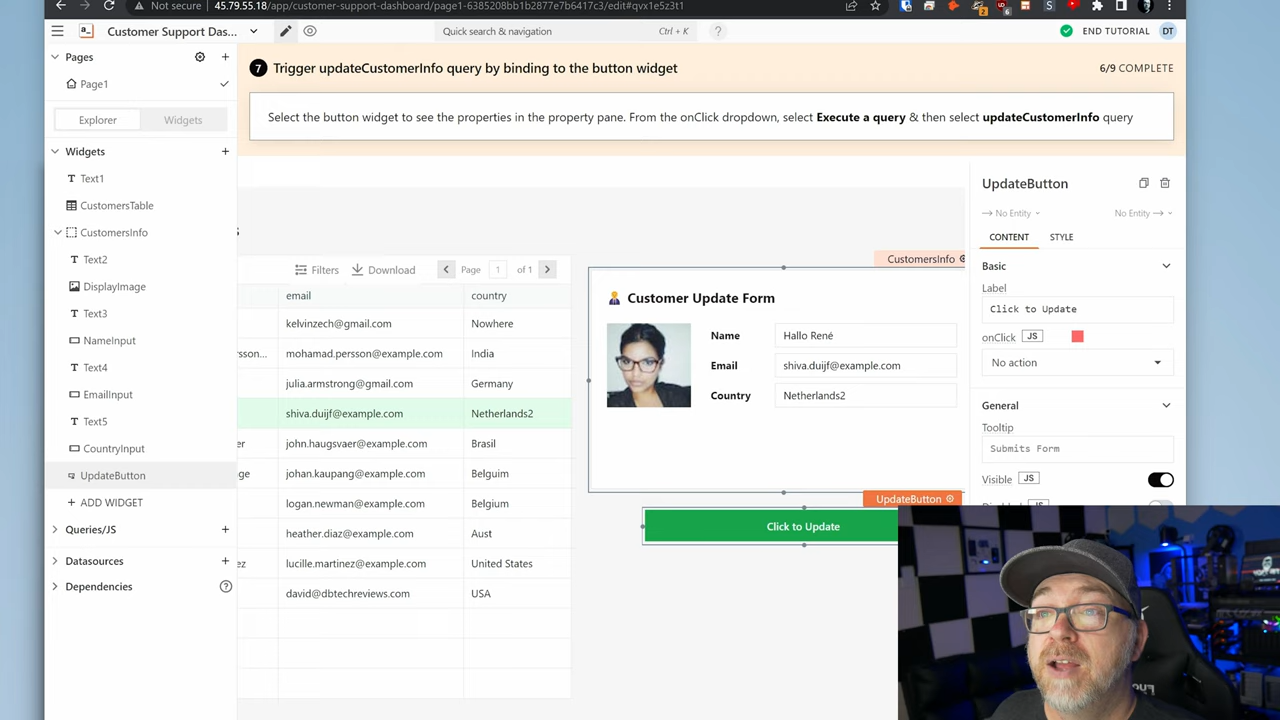 Not secure 45.79.55.18/app/customer-support-dashboard/page1-6385208bb1b2877e7b6417c3/edit#qvx1e5z3t1
Customer Support Das...
Quick search & navigation
Ctrl + K
?
END TUTORIAL
DT
Pages
Page1
Explorer
Widgets
7 Trigger updateCustomerInfo query by binding to the button widget
6/9 COMPLETE
Select the button widget to see the properties in the property pane. From the onClick dropdown, select Execute a query & then select updateCustomerInfo query
Widgets
Text1
CustomersTable
CustomersInfo
Text2
DisplayImage
Text3
NameInput
Text4
EmailInput
Text5
CountryInput
UpdateButton
ADD WIDGET
Queries/JS
Datasources
Dependencies
?
s
Filters
Download
Page
1
of 1
email
country
kelvinzech@gmail.com
Nowhere
ersson...
mohamad.persson@example.com
India
julia.armstrong@gmail.com
Germany
shiva.duijf@example.com
Netherlands2
er
john.haugsvaer@example.com
Brasil
ge
johan.kaupang@example.com
Belguim
logan.newman@example.com
Belgium
heather.diaz@example.com
Aust
z
lucille.martinez@example.com
United States
david@dbtechreviews.com
USA
CustomersInfo
Customer Update Form
Name
Hallo René
Email
shiva.duijf@example.com
Country
Netherlands2
UpdateButton
Click to Update
UpdateButton
No Entity
No Entity
CONTENT
STYLE
Basic
Label
Click to Update
onClick
JS
No action
General
Tooltip
Submits Form
Visible
JS